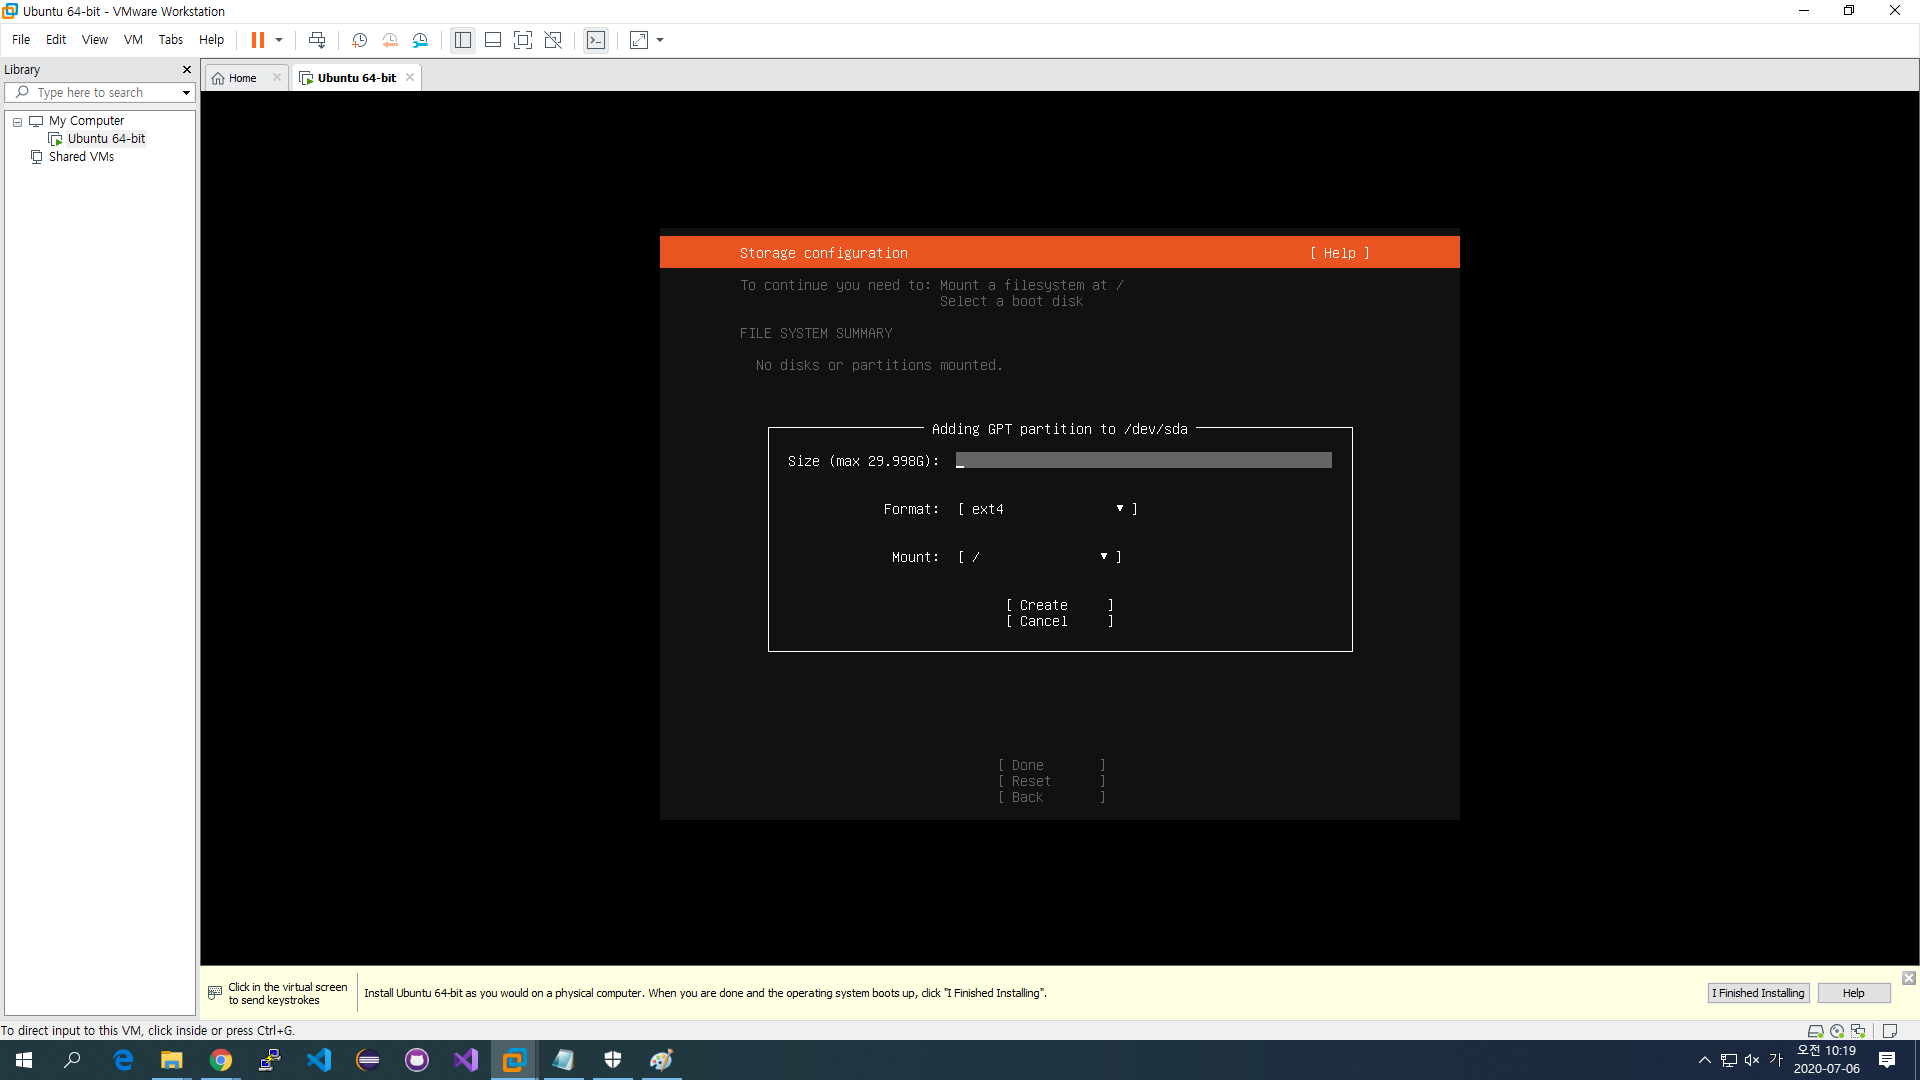 Ubuntu 64-bit - VMware Workstation
File Edit View VM Tabs Help
Library
Type here to search
My Computer
Ubuntu 64-bit
Shared VMs
Home
Ubuntu 64-bit
Storage configuration [ Help ]
To continue you need to: Mount a filesystem at /
Select a boot disk
FILE SYSTEM SUMMARY
No disks or partitions mounted.
Adding GPT partition to /dev/sda
Size (max 29.998G):
Format: [ ext4 ▾ ]
Mount: [ / ▾ ]
[ Create ]
[ Cancel ]
[ Done ]
[ Reset ]
[ Back ]
Click in the virtual screen
to send keystrokes
Install Ubuntu 64-bit as you would on a physical computer. When you are done and the operating system boots up, click "I Finished Installing".
I Finished Installing
Help
To direct input to this VM, click inside or press Ctrl+G.
가
오전 10:19
2020-07-06